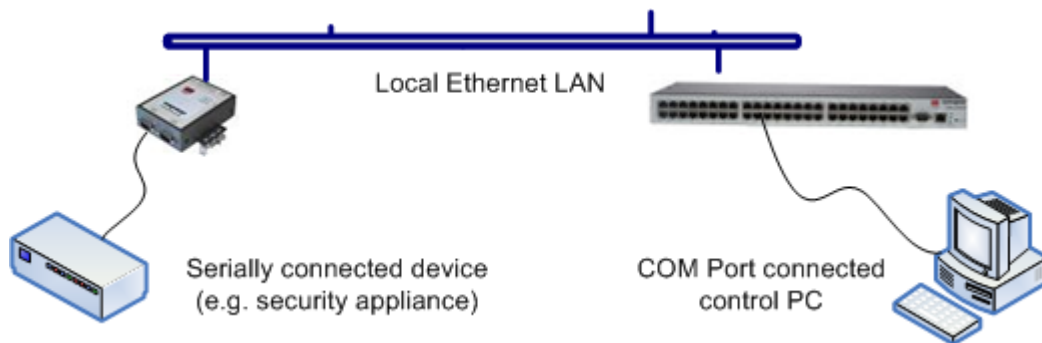 Local Ethernet LAN
Serially connected device
(e.g. security appliance)
COM Port connected
control PC